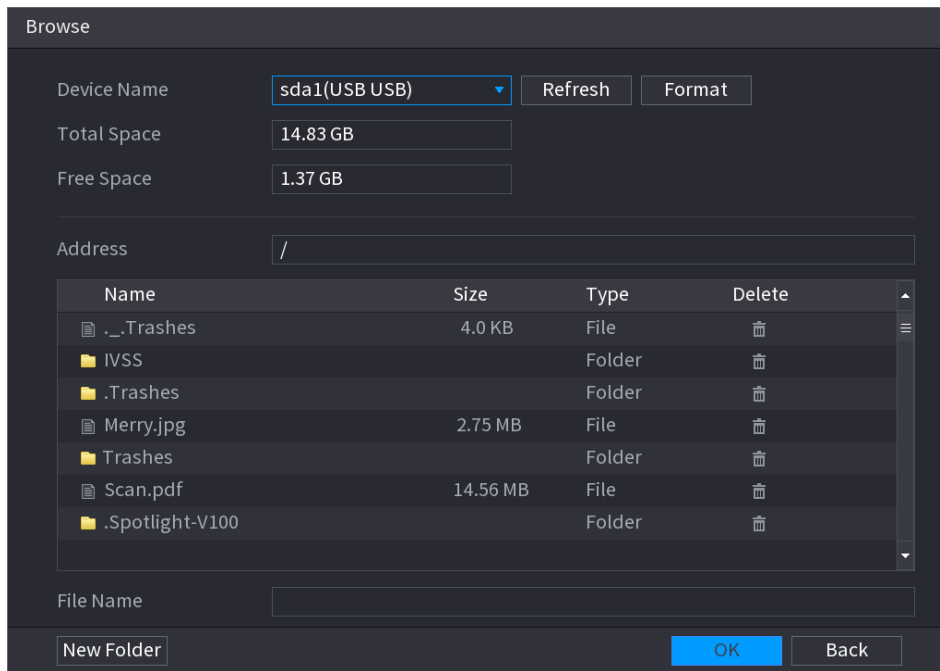 Browse
Device Name sda1(USB USB) Refresh Format
Total Space 14.83 GB
Free Space 1.37 GB
Address /
Name Size Type Delete
._.Trashes 4.0 KB File
IVSS Folder
.Trashes Folder
Merry.jpg 2.75 MB File
Trashes Folder
Scan.pdf 14.56 MB File
.Spotlight-V100 Folder
File Name
New Folder OK Back